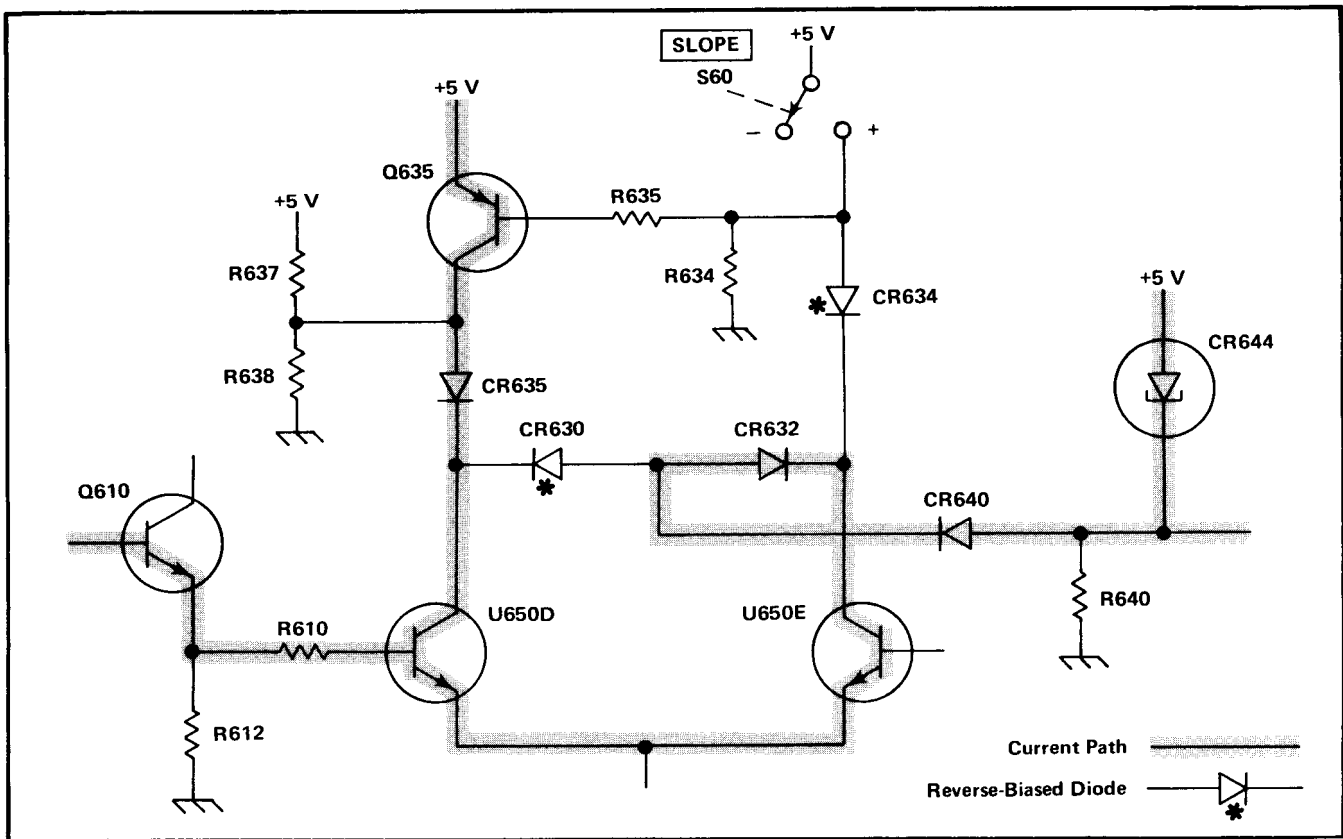 SLOPE
+5 V
S60
+5 V
− +
Q635
R635
+5 V
R637
R634
CR634
+5 V
CR644
R638
CR635
CR630
CR632
Q610
CR640
R640
R610
U650D
U650E
R612
Current Path
Reverse-Biased Diode